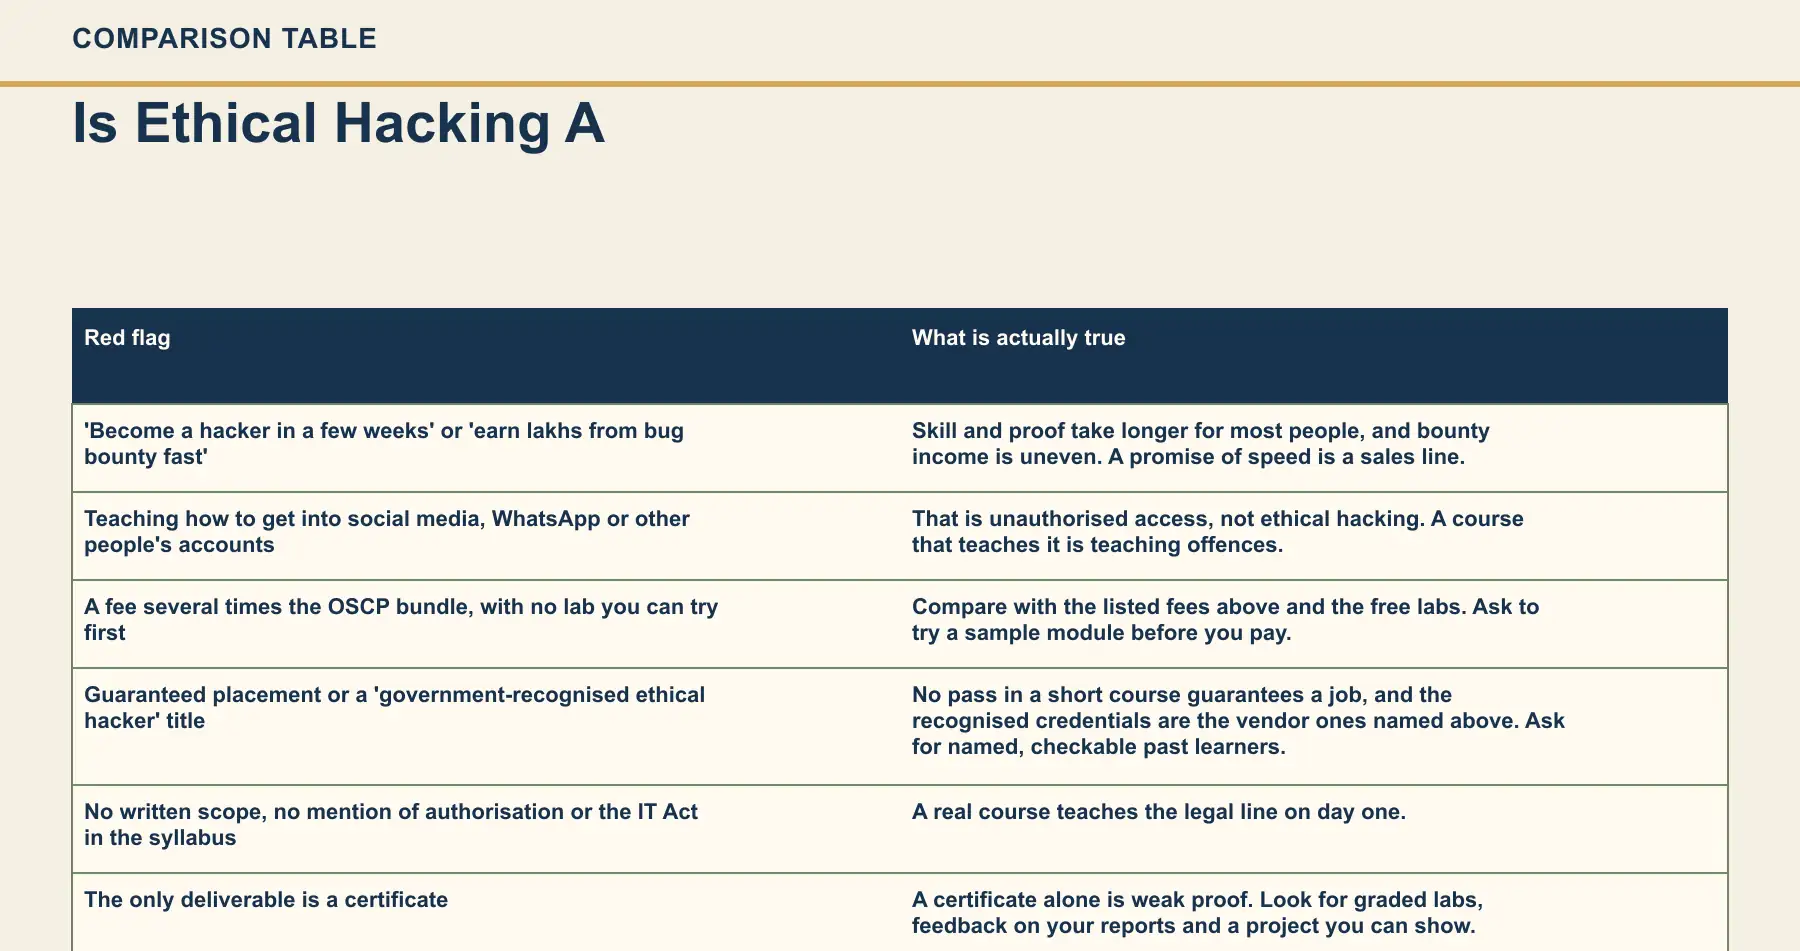 COMPARISON TABLE
Is Ethical Hacking A
Red flag
What is actually true
'Become a hacker in a few weeks' or 'earn lakhs from bug
bounty fast'
Skill and proof take longer for most people, and bounty
income is uneven. A promise of speed is a sales line.
Teaching how to get into social media, WhatsApp or other
people's accounts
That is unauthorised access, not ethical hacking. A course
that teaches it is teaching offences.
A fee several times the OSCP bundle, with no lab you can try
first
Compare with the listed fees above and the free labs. Ask to
try a sample module before you pay.
Guaranteed placement or a 'government-recognised ethical
hacker' title
No pass in a short course guarantees a job, and the
recognised credentials are the vendor ones named above. Ask
for named, checkable past learners.
No written scope, no mention of authorisation or the IT Act
in the syllabus
A real course teaches the legal line on day one.
The only deliverable is a certificate
A certificate alone is weak proof. Look for graded labs,
feedback on your reports and a project you can show.